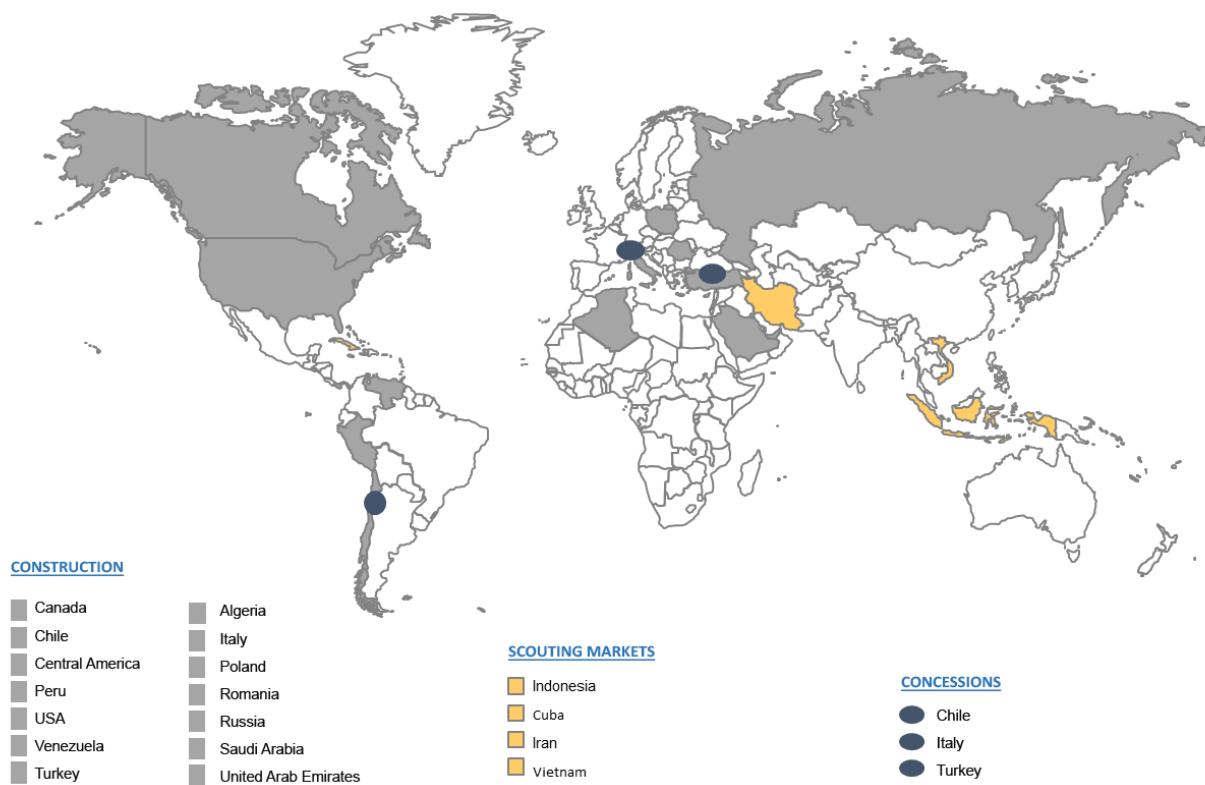 CONSTRUCTION
Canada
Chile
Central America
Peru
USA
Venezuela
Turkey
Algeria
Italy
Poland
Romania
Russia
Saudi Arabia
United Arab Emirates
SCOUTING MARKETS
Indonesia
Cuba
Iran
Vietnam
CONCESSIONS
Chile
Italy
Turkey